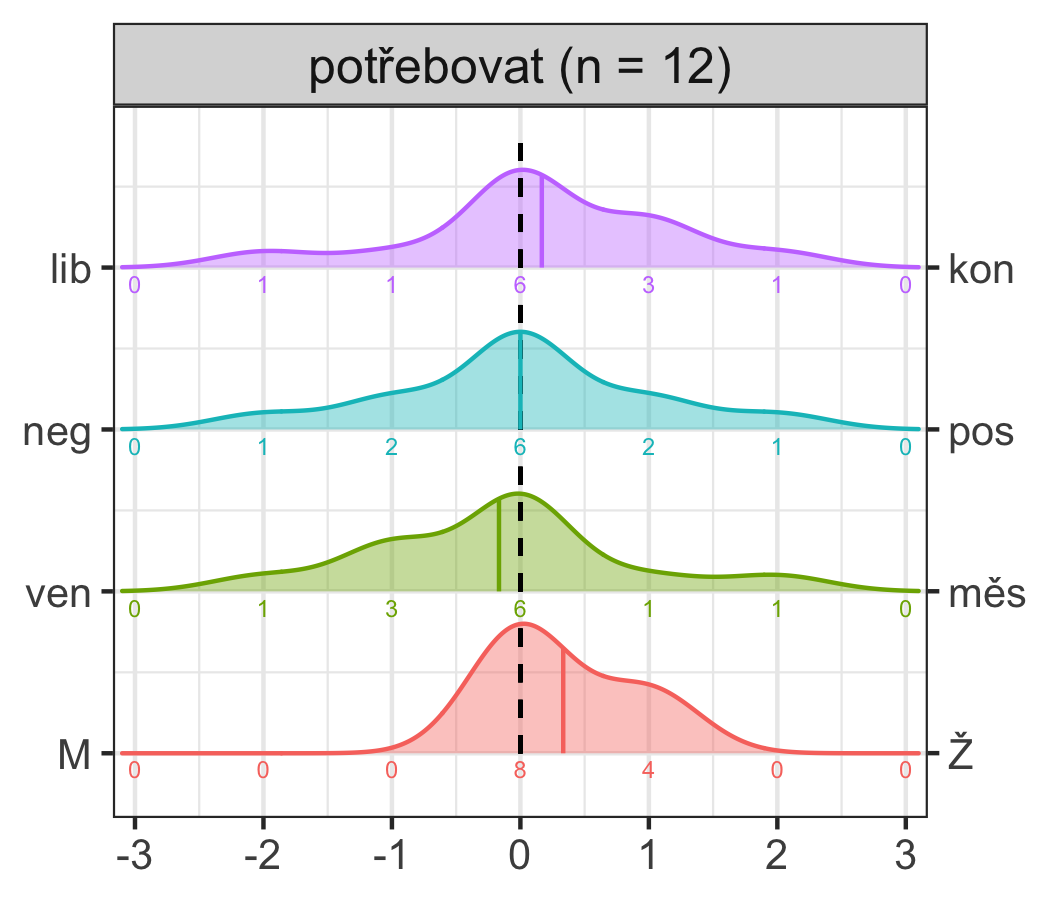 potřebovat (n = 12)
lib kon
0 1 1 6 3 1 0
neg pos
0 1 2 6 2 1 0
ven měs
0 1 3 6 1 1 0
M Ž
0 0 0 8 4 0 0
-3 -2 -1 0 1 2 3